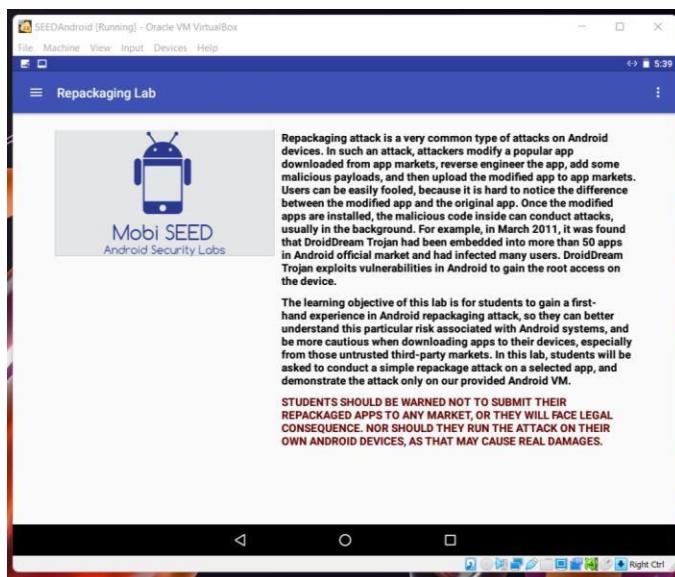 SEEDAndroid [Running] - Oracle VM VirtualBox
File Machine View Input Devices Help
5:39
Repackaging Lab
Mobi SEED
Android Security Labs
Repackaging attack is a very common type of attacks on Android
devices. In such an attack, attackers modify a popular app
downloaded from app markets, reverse engineer the app, add some
malicious payloads, and then upload the modified app to app markets.
Users can be easily fooled, because it is hard to notice the difference
between the modified app and the original app. Once the modified
apps are installed, the malicious code inside can conduct attacks,
usually in the background. For example, in March 2011, it was found
that DroidDream Trojan had been embedded into more than 50 apps
in Android official market and had infected many users. DroidDream
Trojan exploits vulnerabilities in Android to gain the root access on
the device.
The learning objective of this lab is for students to gain a first-
hand experience in Android repackaging attack, so they can better
understand this particular risk associated with Android systems, and
be more cautious when downloading apps to their devices, especially
from those untrusted third-party markets. In this lab, students will be
asked to conduct a simple repackage attack on a selected app, and
demonstrate the attack only on our provided Android VM.
STUDENTS SHOULD BE WARNED NOT TO SUBMIT THEIR
REPACKAGED APPS TO ANY MARKET, OR THEY WILL FACE LEGAL
CONSEQUENCE. NOR SHOULD THEY RUN THE ATTACK ON THEIR
OWN ANDROID DEVICES, AS THAT MAY CAUSE REAL DAMAGES.
Right Ctrl